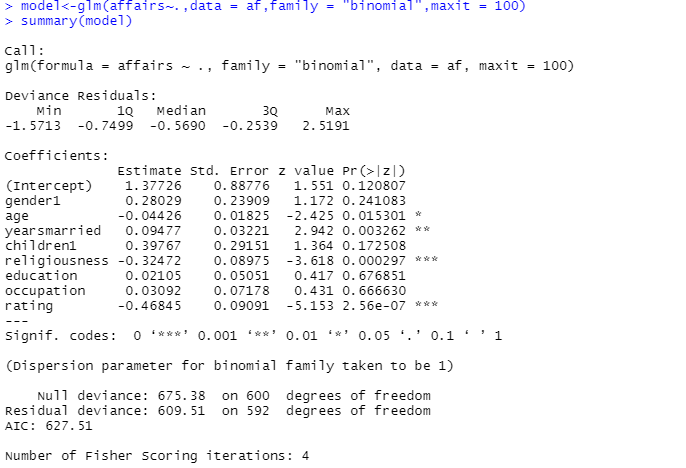 > model<-glm(affairs~.,data = af,family = "binomial",maxit = 100)
> summary(model)
Call:
glm(formula = affairs ~ ., family = "binomial", data = af, maxit = 100)
Deviance Residuals:
Min 1Q Median 3Q Max
-1.5713 -0.7499 -0.5690 -0.2539 2.5191
Coefficients:
Estimate Std. Error z value Pr(>|z|)
(Intercept) 1.37726 0.88776 1.551 0.120807
gender1 0.28029 0.23909 1.172 0.241083
age -0.04426 0.01825 -2.425 0.015301 *
yearsmarried 0.09477 0.03221 2.942 0.003262 **
children1 0.39767 0.29151 1.364 0.172508
religiousness -0.32472 0.08975 -3.618 0.000297 ***
education 0.02105 0.05051 0.417 0.676851
occupation 0.03092 0.07178 0.431 0.666630
rating -0.46845 0.09091 -5.153 2.56e-07 ***
---
Signif. codes: 0 ‘***’ 0.001 ‘**’ 0.01 ‘*’ 0.05 ‘.’ 0.1 ‘ ’ 1
(Dispersion parameter for binomial family taken to be 1)
Null deviance: 675.38 on 600 degrees of freedom
Residual deviance: 609.51 on 592 degrees of freedom
AIC: 627.51
Number of Fisher Scoring iterations: 4